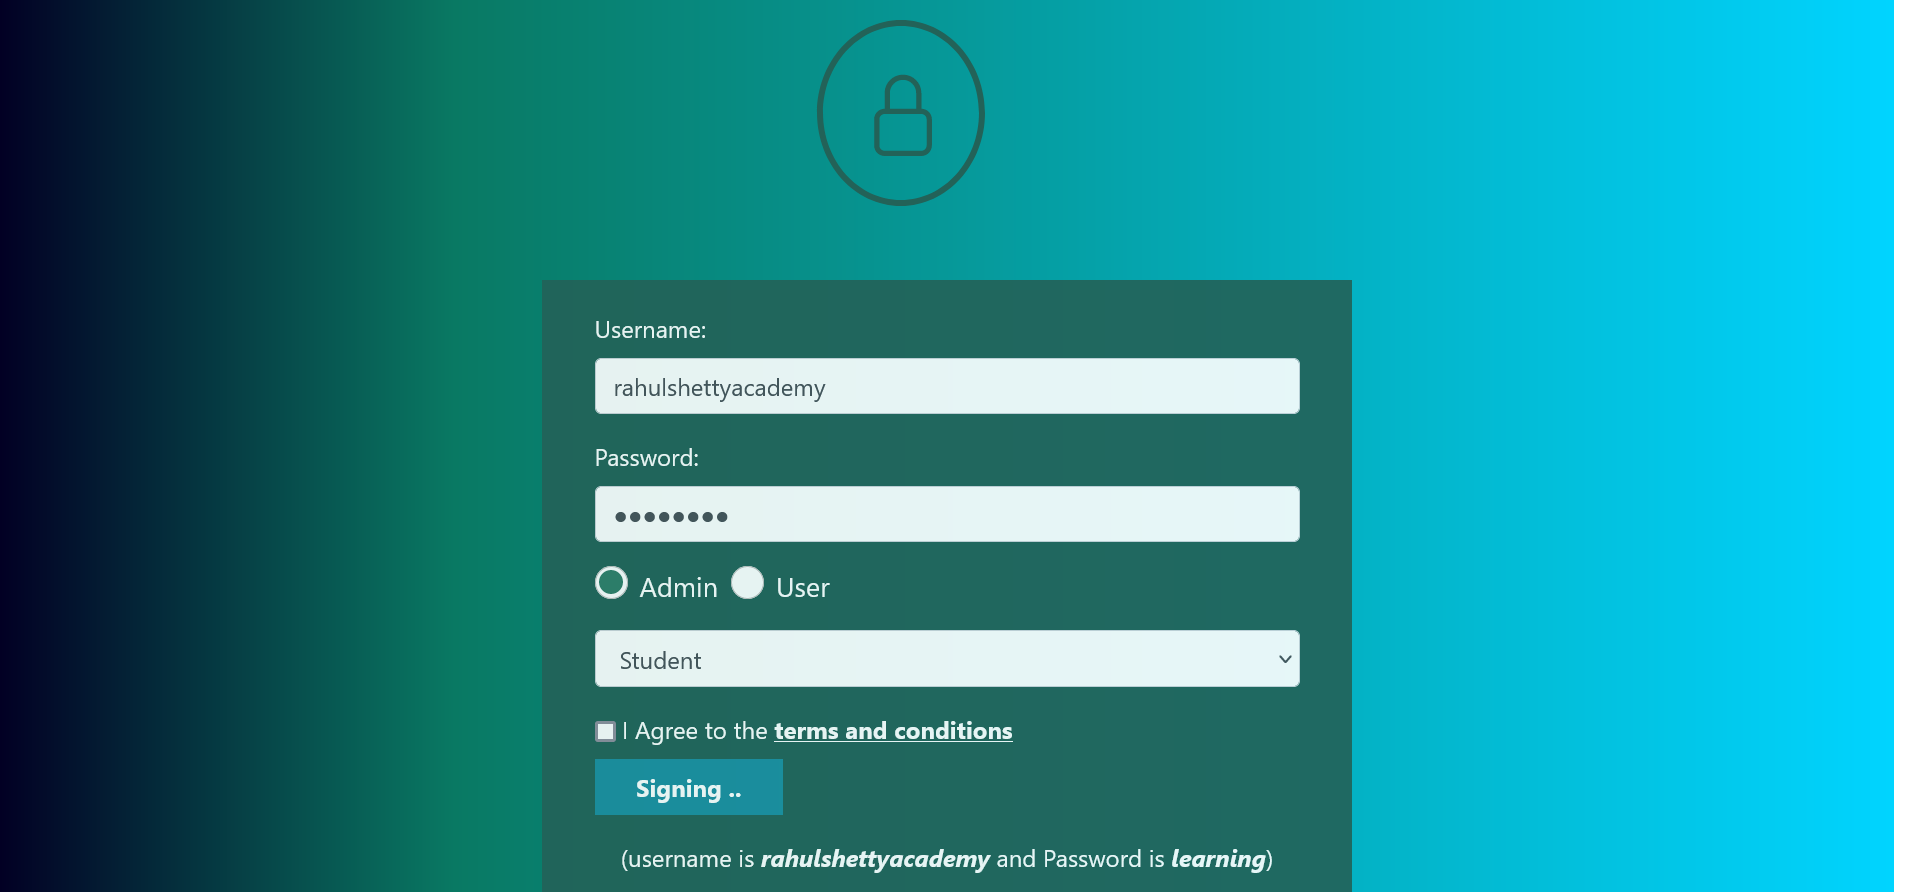 Username:
rahulshettyacademy
Password:
••••••••
Admin User
Student
I Agree to the terms and conditions
Signing ..
(username is rahulshettyacademy and Password is learning)